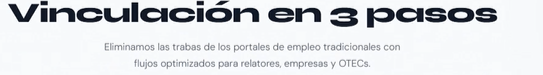 Vinculación en 3 pasos
Eliminamos las trabas de los portales de empleo tradicionales con
flujos optimizados para relatores, empresas y OTECs.